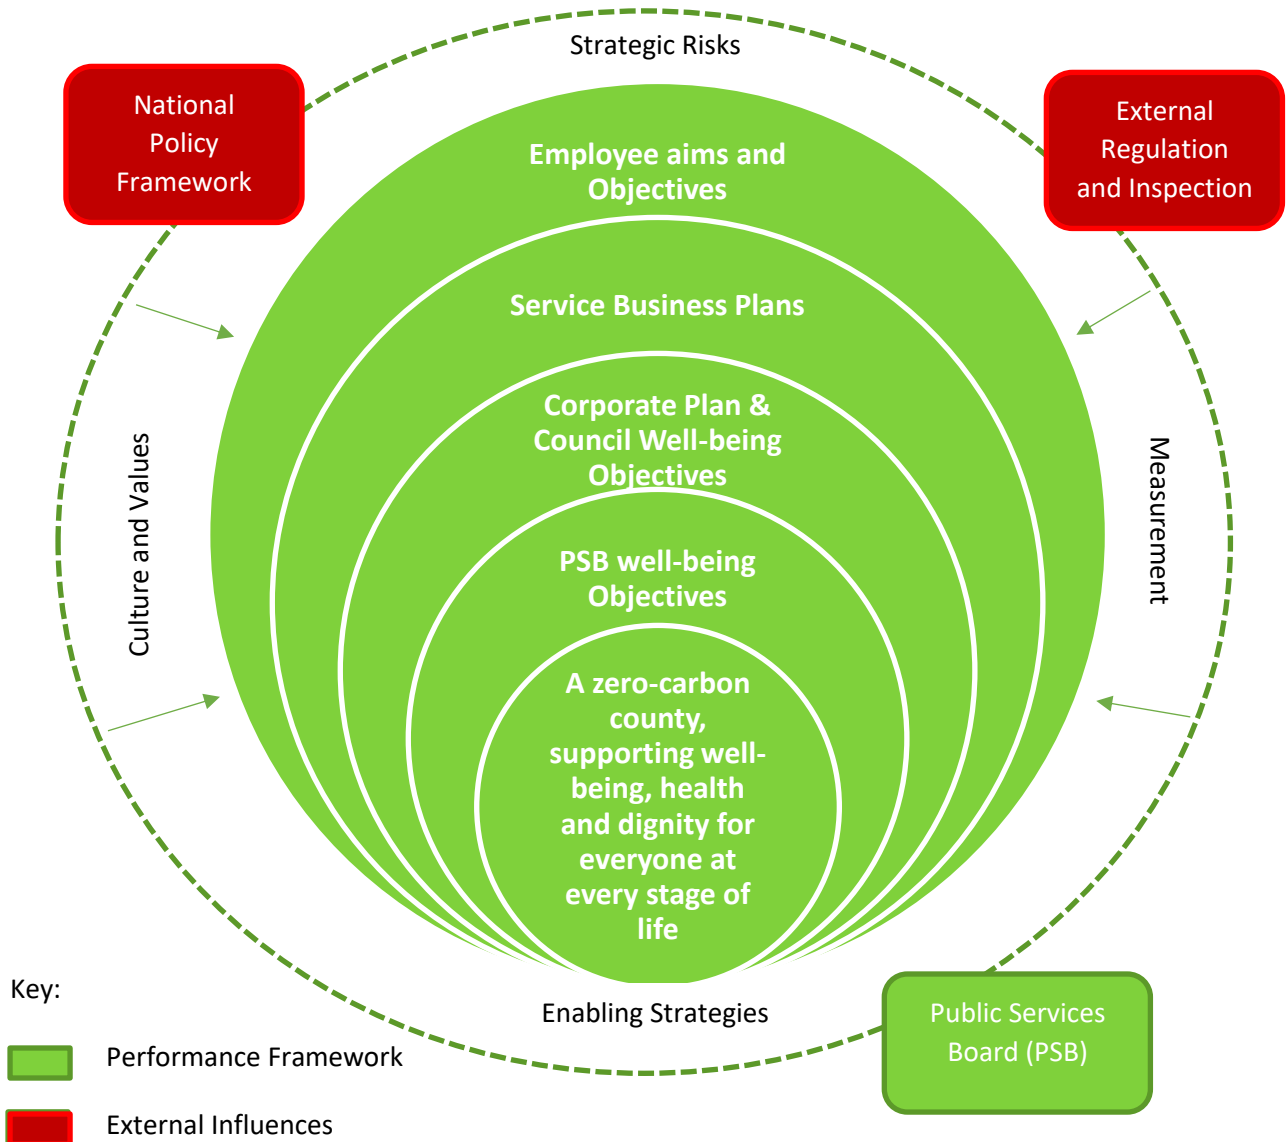 Strategic Risks
National
Policy
Framework
External
Regulation
and Inspection
Employee aims and
Objectives
Service Business Plans
Corporate Plan &
Council Well-being
Objectives
Culture and Values
Measurement
PSB well-being
Objectives
A zero-carbon
county,
supporting well-
being, health
and dignity for
everyone at
every stage of
life
Enabling Strategies
Public Services
Board (PSB)
Key:
Performance Framework
External Influences